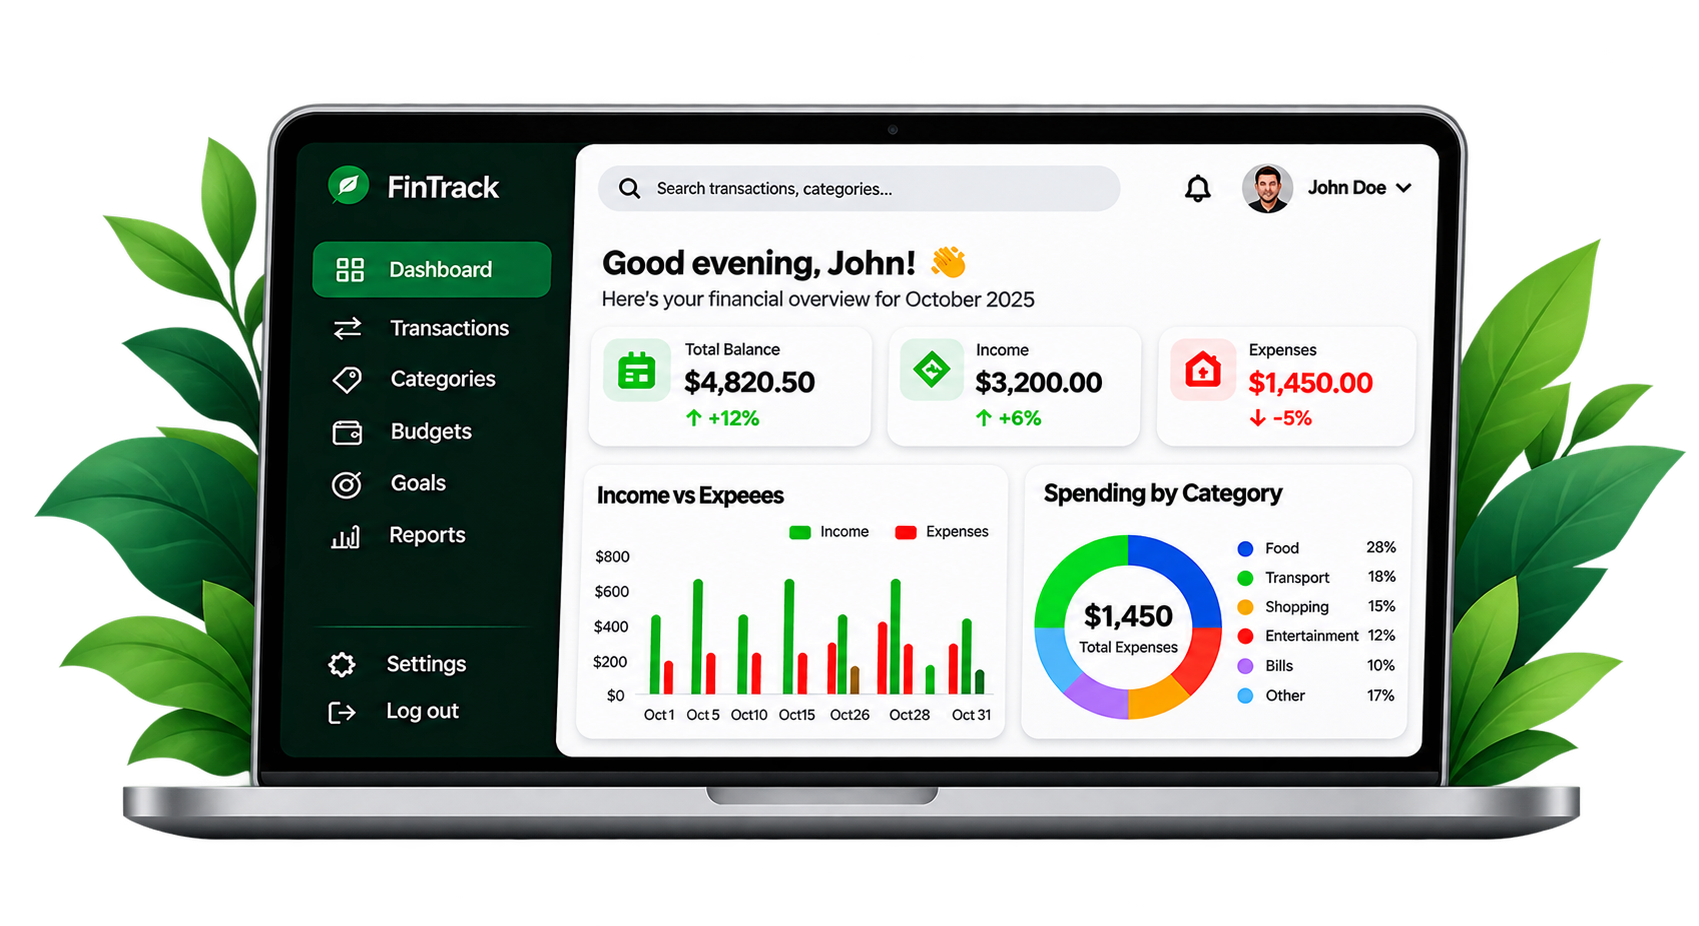 FinTrack
Dashboard
Transactions
Categories
Budgets
Goals
Reports
Settings
Log out
Search transactions, categories...
John Doe
Good evening, John! 👋
Here's your financial overview for October 2025
Total Balance
$4,820.50
↑ +12%
Income
$3,200.00
↑ +6%
Expenses
$1,450.00
↓ -5%
Income vs Expeees
Income
Expenses
$800
$600
$400
$200
$0
Oct 1 Oct 5 Oct10 Oct15 Oct26 Oct28 Oct 31
Spending by Category
$1,450
Total Expenses
Food 28%
Transport 18%
Shopping 15%
Entertainment 12%
Bills 10%
Other 17%